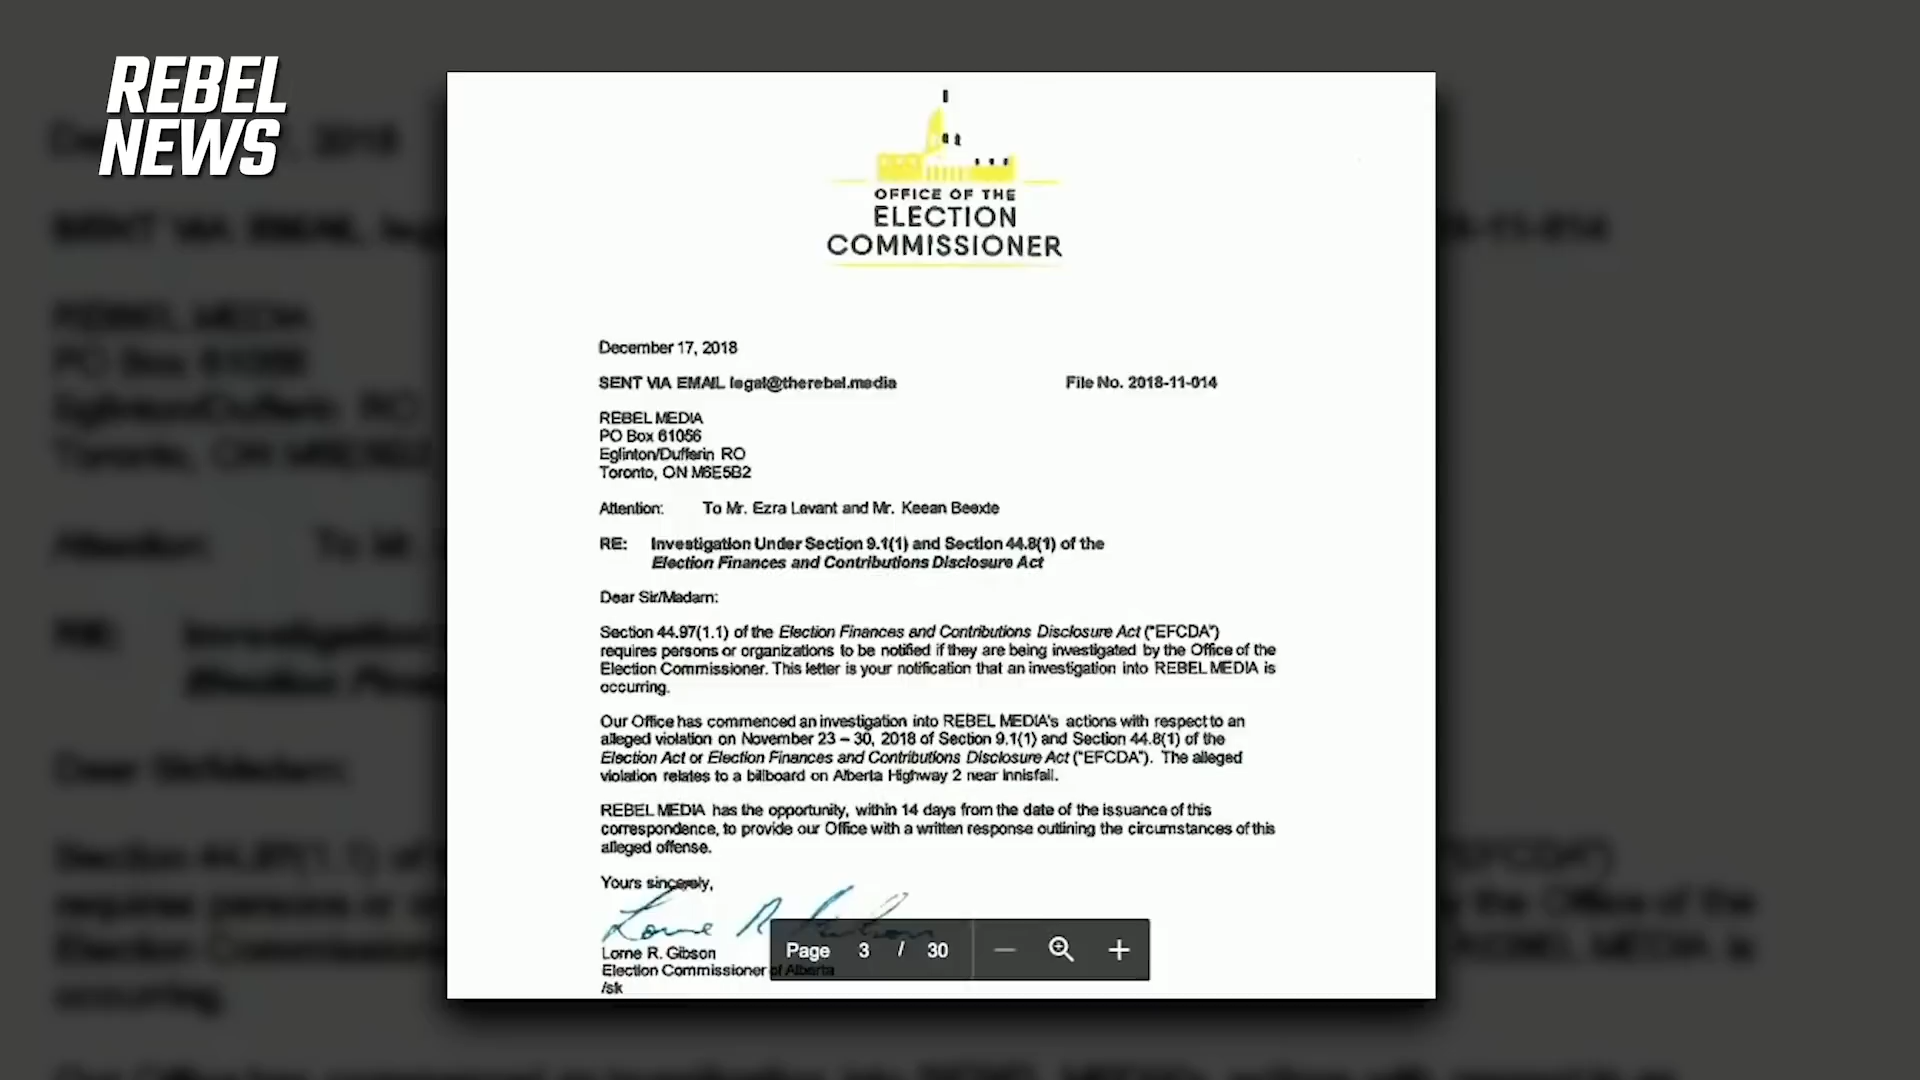 REBEL
NEWS
OFFICE OF THE
ELECTION
COMMISSIONER
December 17, 2018
SENT VIA EMAIL legal@therebel.media File No. 2018-11-014
REBEL MEDIA
PO Box 61056
Eglinton/Dufferin RO
Toronto, ON M6E5B2
Attention: To Mr. Ezra Levant and Mr. Keean Beexte
RE: Investigation Under Section 9.1(1) and Section 44.8(1) of the
Election Finances and Contributions Disclosure Act
Dear Sir/Madam:
Section 44.97(1.1) of the Election Finances and Contributions Disclosure Act ("EFCDA")
requires persons or organizations to be notified if they are being investigated by the Office of the
Election Commissioner. This letter is your notification that an investigation into REBEL MEDIA is
occurring.
Our Office has commenced an investigation into REBEL MEDIA's actions with respect to an
alleged violation on November 23 – 30, 2018 of Section 9.1(1) and Section 44.8(1) of the
Election Act or Election Finances and Contributions Disclosure Act ("EFCDA"). The alleged
violation relates to a billboard on Alberta Highway 2 near Innisfail.
REBEL MEDIA has the opportunity, within 14 days from the date of the issuance of this
correspondence, to provide our Office with a written response outlining the circumstances of this
alleged offense.
Yours sincerely,
Lorne R. Gibson
Lorne R. Gibson
Election Commissioner of Alberta
/sk
Page 3 / 30